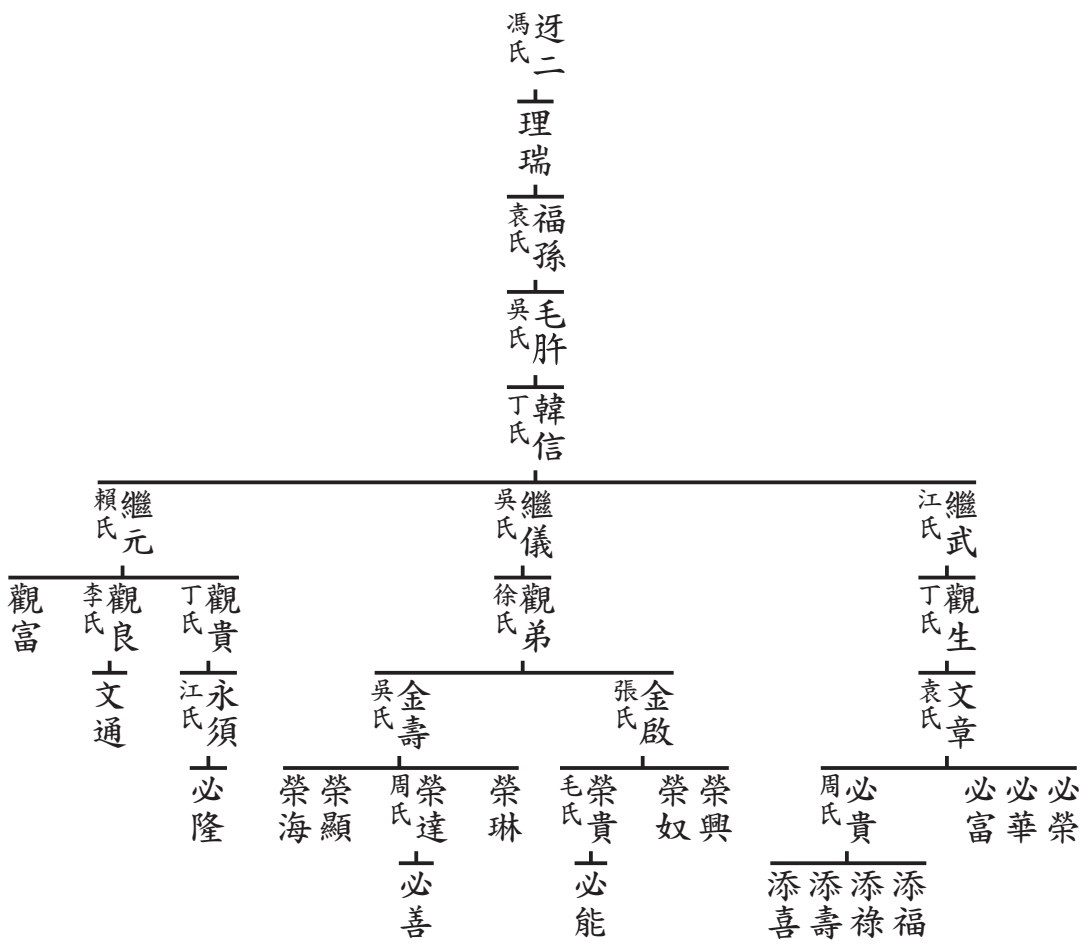 迓二
馮氏
理瑞
福孫
袁氏
毛肸
吳氏
韓信
丁氏
繼武
江氏
繼儀
吳氏
繼元
賴氏
觀生
丁氏
觀弟
徐氏
觀貴
丁氏
觀良
李氏
觀富
文章
袁氏
金啟
張氏
金壽
吳氏
永須
江氏
文通
必榮
必華
必富
必貴
周氏
榮興
榮奴
榮貴
毛氏
榮琳
榮達
周氏
榮顯
榮海
必隆
添福
添祿
添壽
添喜
必能
必善